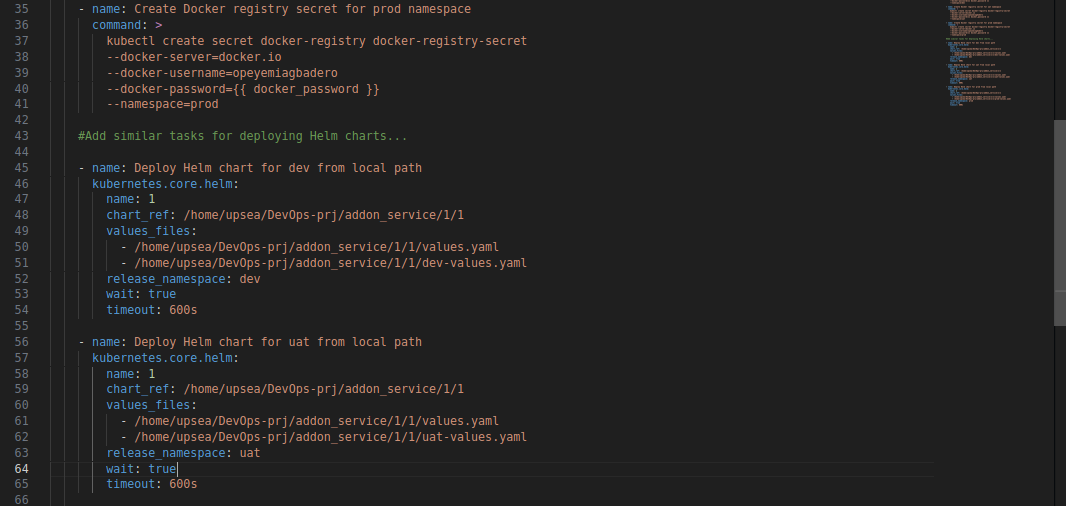 35 - name: Create Docker registry secret for prod namespace
36 command: >
37 kubectl create secret docker-registry docker-registry-secret
38 --docker-server=docker.io
39 --docker-username=opeyemiagbadero
40 --docker-password={{ docker_password }}
41 --namespace=prod
42
43 #Add similar tasks for deploying Helm charts...
44
45 - name: Deploy Helm chart for dev from local path
46 kubernetes.core.helm:
47 name: 1
48 chart_ref: /home/upsea/DevOps-prj/addon_service/1/1
49 values_files:
50 - /home/upsea/DevOps-prj/addon_service/1/1/values.yaml
51 - /home/upsea/DevOps-prj/addon_service/1/1/dev-values.yaml
52 release_namespace: dev
53 wait: true
54 timeout: 600s
55
56 - name: Deploy Helm chart for uat from local path
57 kubernetes.core.helm:
58 name: 1
59 chart_ref: /home/upsea/DevOps-prj/addon_service/1/1
60 values_files:
61 - /home/upsea/DevOps-prj/addon_service/1/1/values.yaml
62 - /home/upsea/DevOps-prj/addon_service/1/1/uat-values.yaml
63 release_namespace: uat
64 wait: true
65 timeout: 600s
66